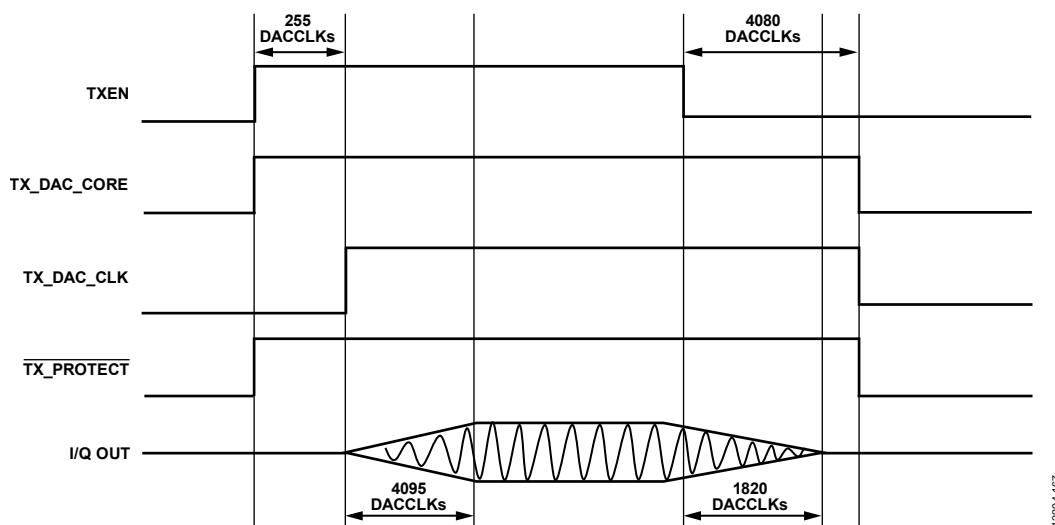 255
DACCLKs
4080
DACCLKs
TXEN
TX_DAC_CORE
TX_DAC_CLK
TX_PROTECT
I/Q OUT
4095
DACCLKs
1820
DACCLKs